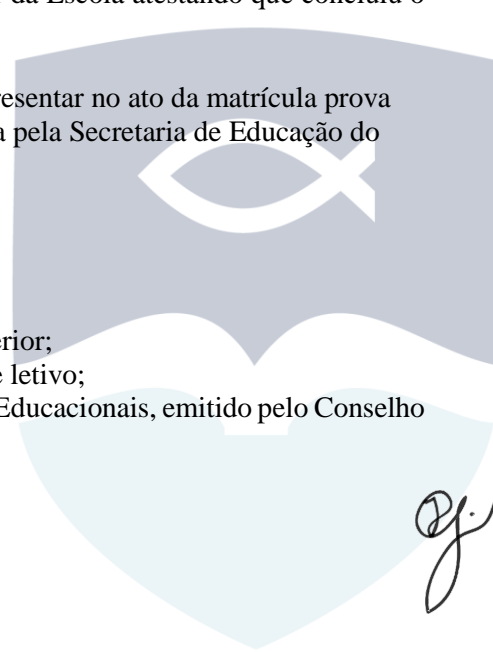 da Escola atestando que concluiu o
resentar no ato da matrícula prova
a pela Secretaria de Educação do
erior;
e letivo;
Educacionais, emitido pelo Conselho